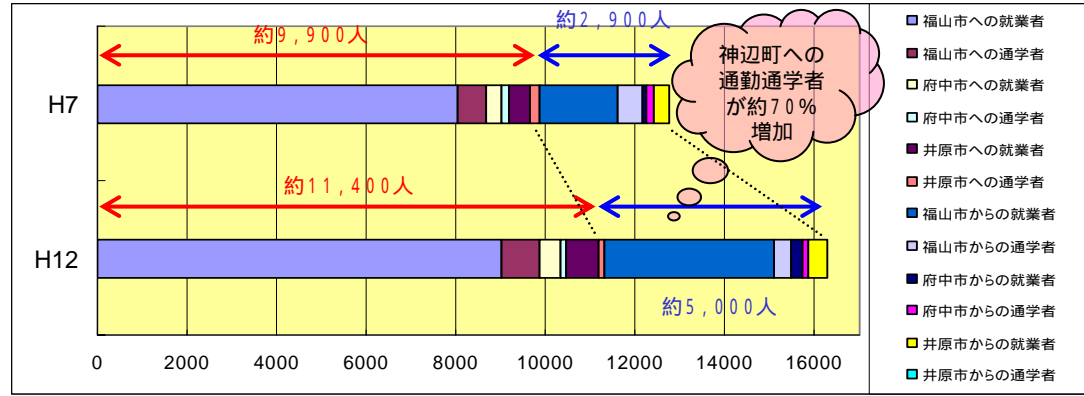 約9,900人
約2,900人
神辺町への
通勤通学者
が約70%
増加
H7
約11,400人
H12
約5,000人
0 2000 4000 6000 8000 10000 12000 14000 16000
福山市への就業者
福山市への通学者
府中市への就業者
府中市への通学者
井原市への就業者
井原市への通学者
福山市からの就業者
福山市からの通学者
府中市からの就業者
府中市からの通学者
井原市からの就業者
井原市からの通学者